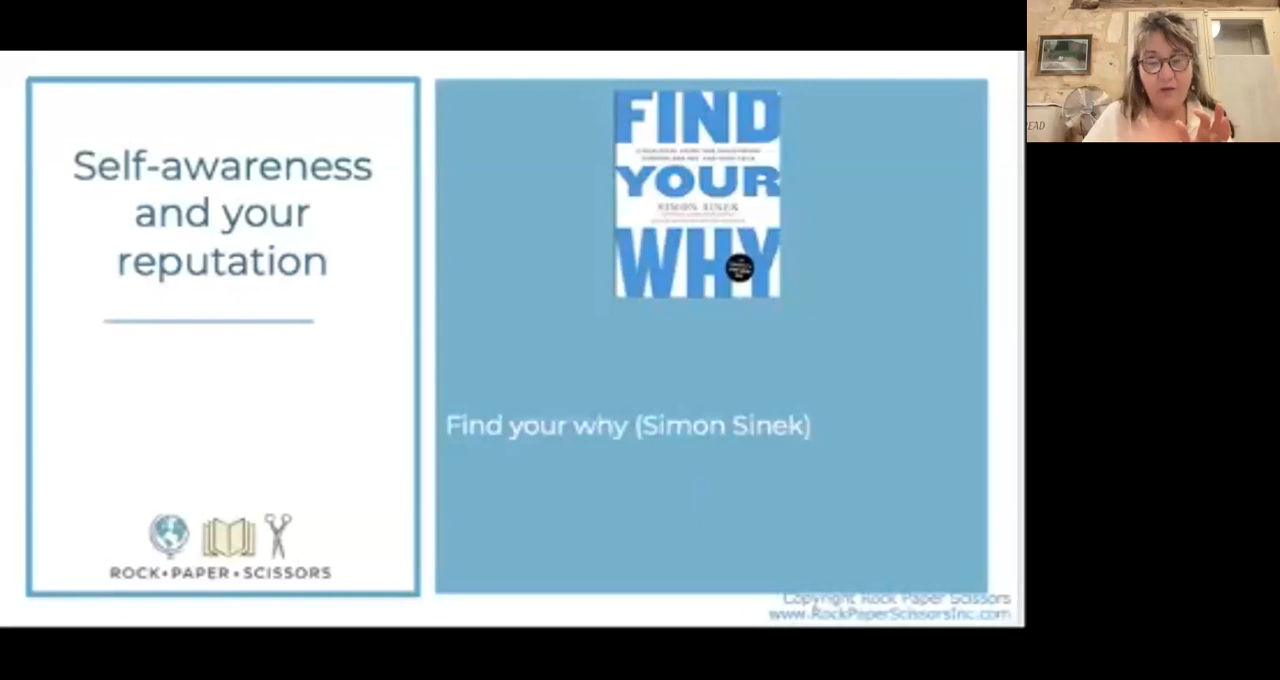 Self-awareness
and your
reputation
ROCK•PAPER•SCISSORS
FIND
YOUR
SIMON SINEK
WHY
Find your why (Simon Sinek)
Copyright Rock Paper Scissors
www.RockPaperScissorsInc.com
EAD